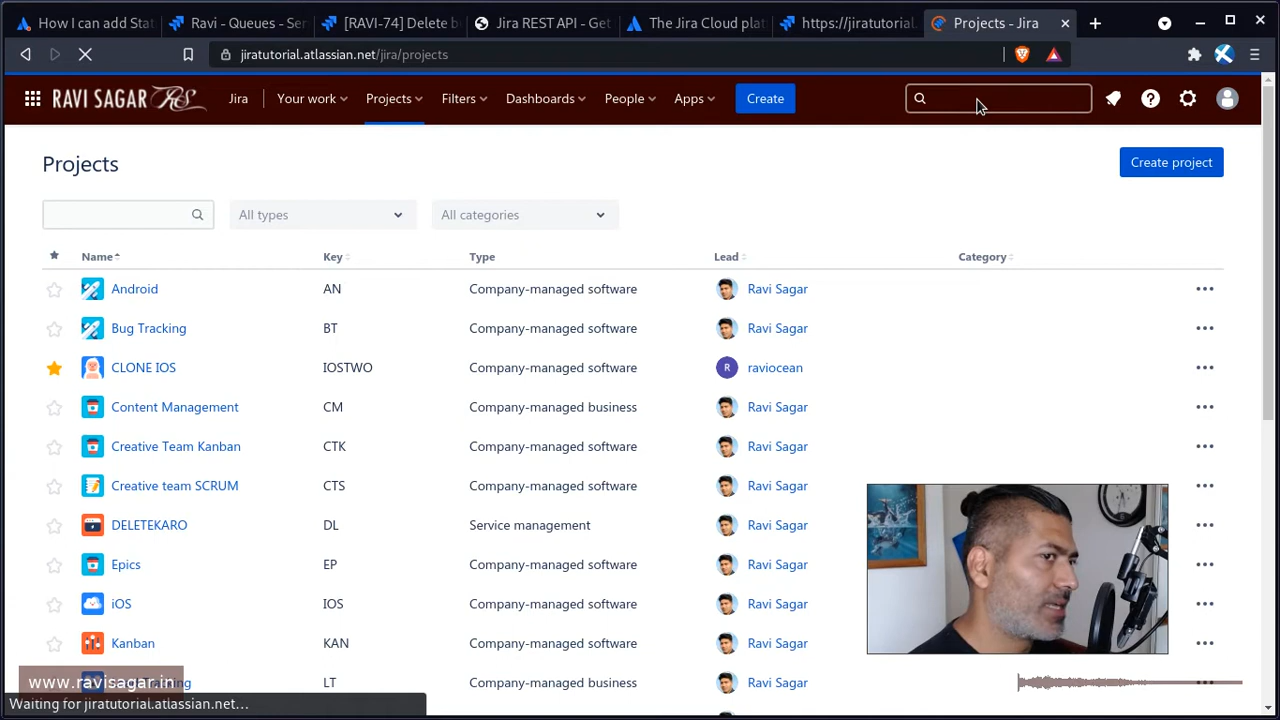 How I can add Stat
Ravi - Queues - Ser
[RAVI-74] Delete b
Jira REST API - Get
The Jira Cloud plat
https://jiratutorial.
Projects - Jira
jiratutorial.atlassian.net/jira/projects
RAVI SAGAR RS
Jira
Your work
Projects
Filters
Dashboards
People
Apps
Create
Projects
Create project
All types
All categories
Name Key Type Lead Category
Android AN Company-managed software Ravi Sagar
Bug Tracking BT Company-managed software Ravi Sagar
CLONE IOS IOSTWO Company-managed software R raviocean
Content Management CM Company-managed business Ravi Sagar
Creative Team Kanban CTK Company-managed software Ravi Sagar
Creative team SCRUM CTS Company-managed software Ravi Sagar
DELETEKARO DL Service management Ravi Sagar
Epics EP Company-managed software Ravi Sagar
iOS IOS Company-managed software Ravi Sagar
Kanban KAN Company-managed software Ravi Sagar
LT Company-managed business Ravi Sagar
www.ravisagar.in
Waiting for jiratutorial.atlassian.net...